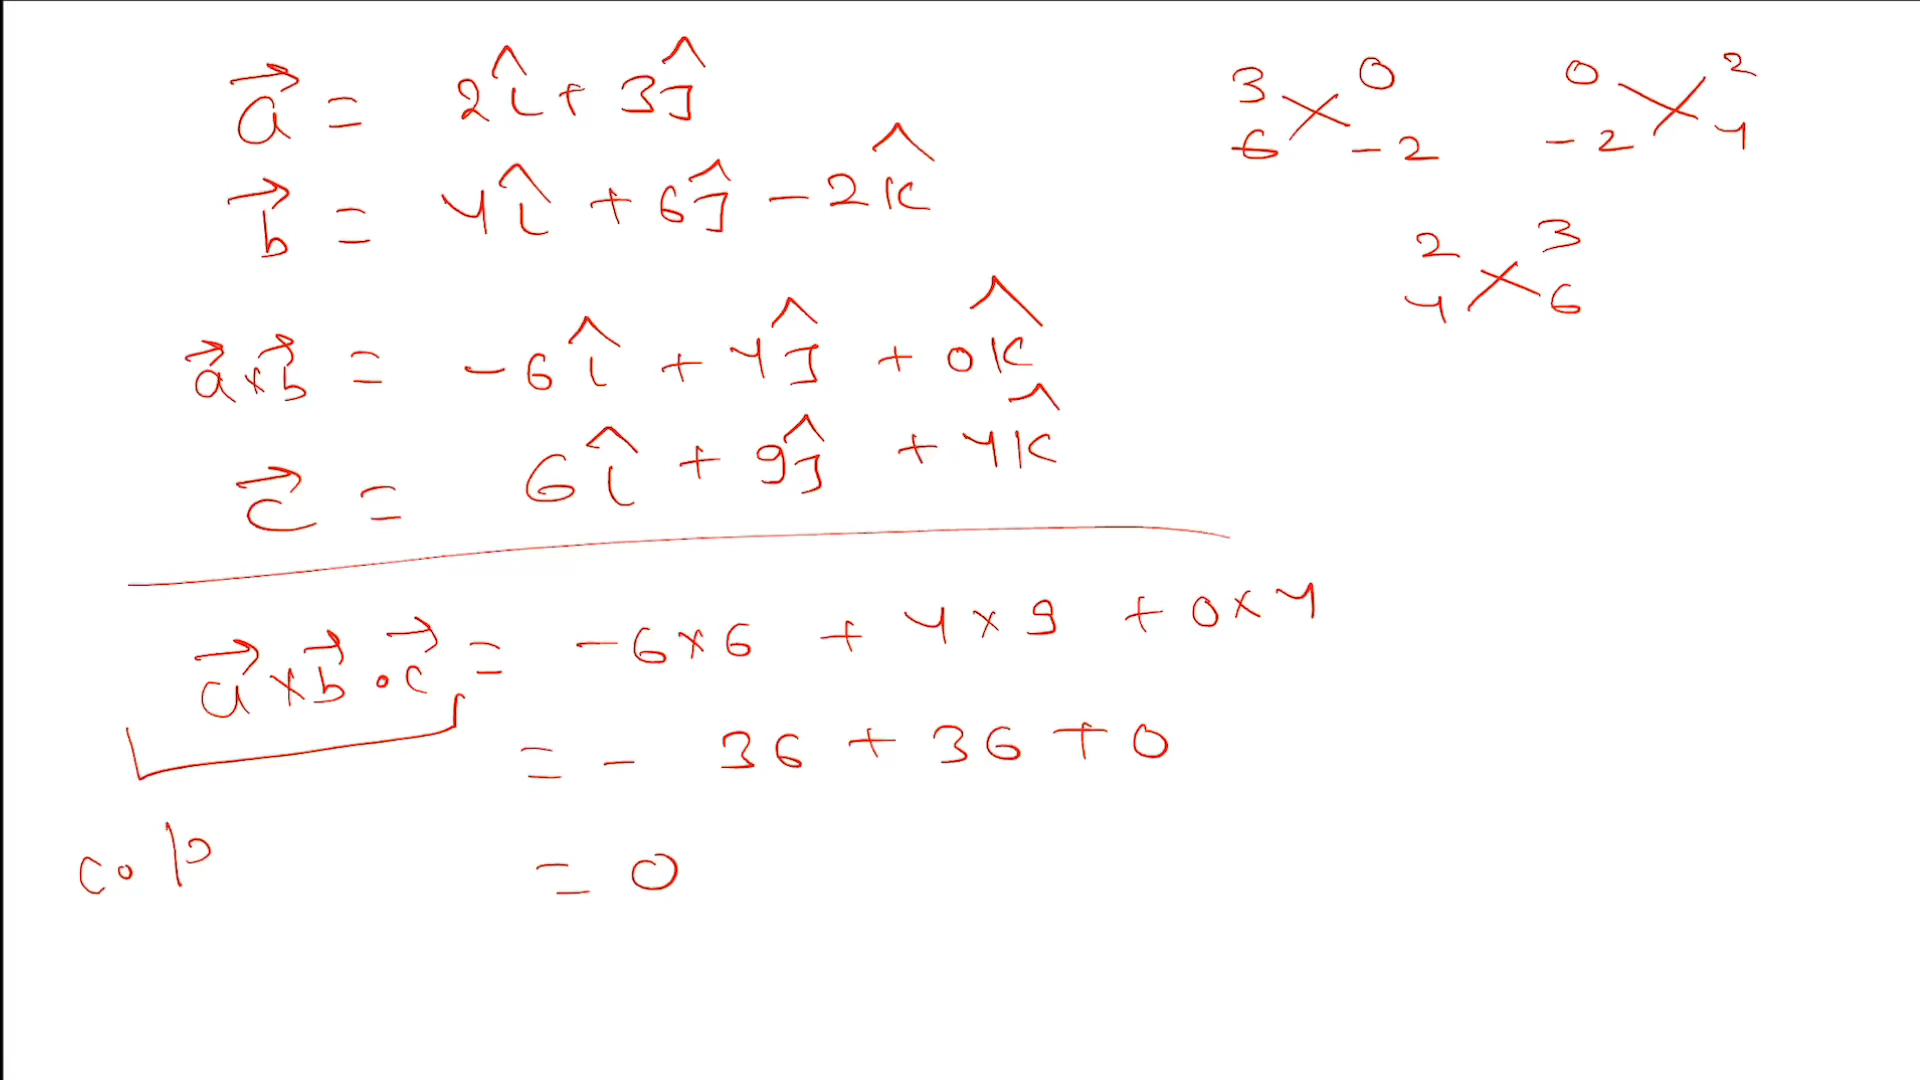 a⃗ = 2î + 3ĵ
b⃗ = 4î + 6ĵ - 2k̂
a⃗ × b⃗ = - 6î + 4ĵ + 0k̂
c⃗ = 6î + 9ĵ + 4k̂
a⃗ × b⃗ · c⃗ = - 6 × 6 + 4 × 9 + 0 × 4
= - 36 + 36 + 0
= 0
cop
3 0 0 2
6 - 2 - 2 4
2 3
4 6